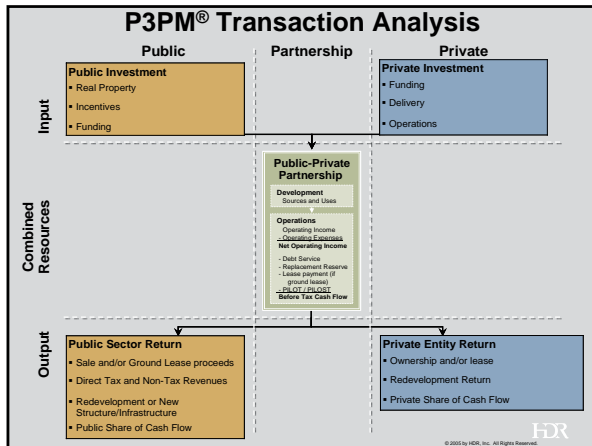 P3PM® Transaction Analysis
Public
Partnership
Private
Input
Public Investment
▪ Real Property
▪ Incentives
▪ Funding
Private Investment
▪ Funding
▪ Delivery
▪ Operations
Combined
Resources
Public-Private
Partnership
Development
Sources and Uses
Operations
Operating Income
- Operating Expenses
Net Operating Income
- Debt Service
- Replacement Reserve
- Lease payment (if
ground lease)
- PILOT / PILOST
Before Tax Cash Flow
Output
Public Sector Return
▪ Sale and/or Ground Lease proceeds
▪ Direct Tax and Non-Tax Revenues
▪ Redevelopment or New
Structure/Infrastructure
▪ Public Share of Cash Flow
Private Entity Return
▪ Ownership and/or lease
▪ Redevelopment Return
▪ Private Share of Cash Flow
HDR
© 2005 by HDR, Inc. All Rights Reserved.